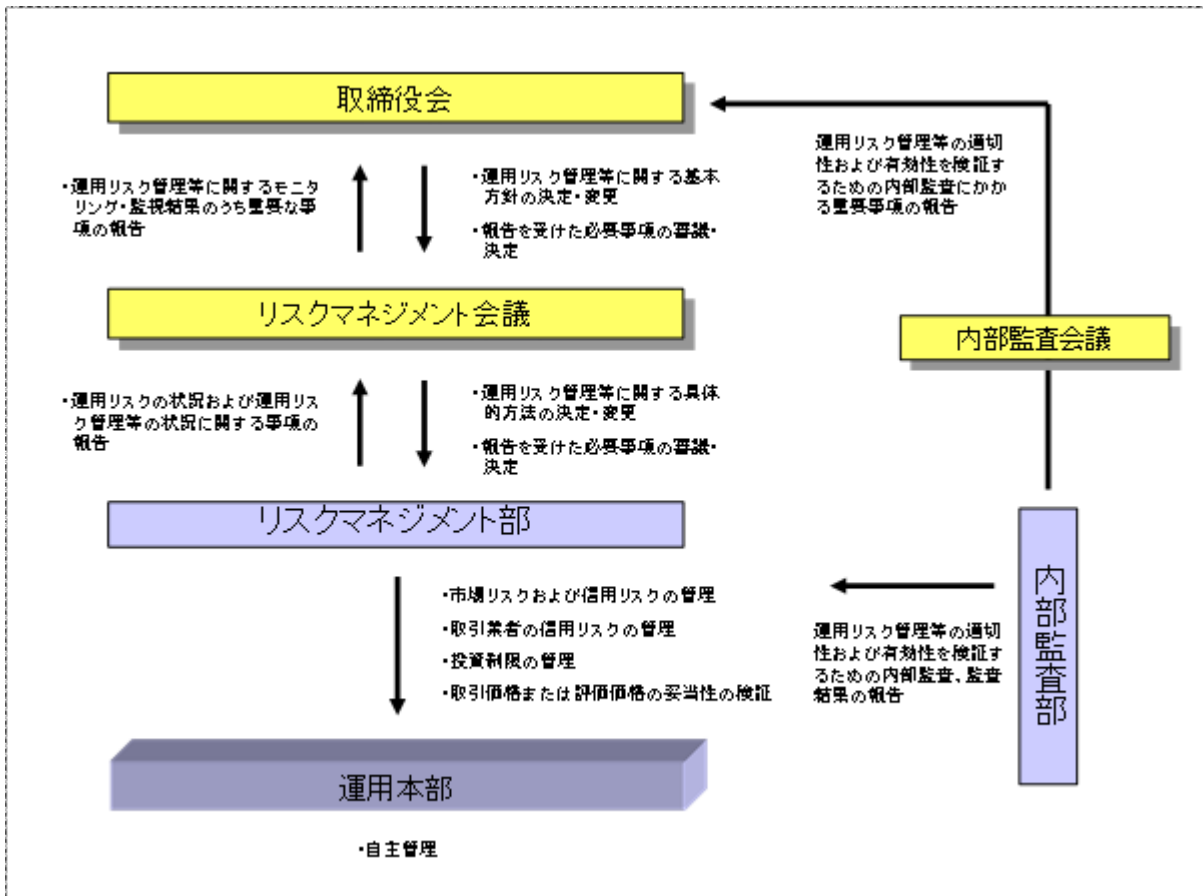 取締役会
・運用リスク管理等に関するモニ
タリング・監視結果のうち重要な事
項の報告
・運用リスク管理等に関する基本
方針の決定・変更
・報告を受けた必要事項の審議・
決定
運用リスク管理等の適切
性および有効性を検証す
るための内部監査にかか
る重要事項の報告
リスクマネジメント会議
内部監査会議
・運用リスクの状況および運用リス
ク管理等の状況に関する事項の
報告
・運用リスク管理等に関する具体
的方法の決定・変更
・報告を受けた必要事項の審議・
決定
リスクマネジメント部
・市場リスクおよび信用リスクの管理
・取引業者の信用リスクの管理
・投資制限の管理
・取引価格または評価価格の妥当性の検証
運用リスク管理等の適切
性および有効性を検証す
るための内部監査、監査
結果の報告
内部監査部
運用本部
・自主管理